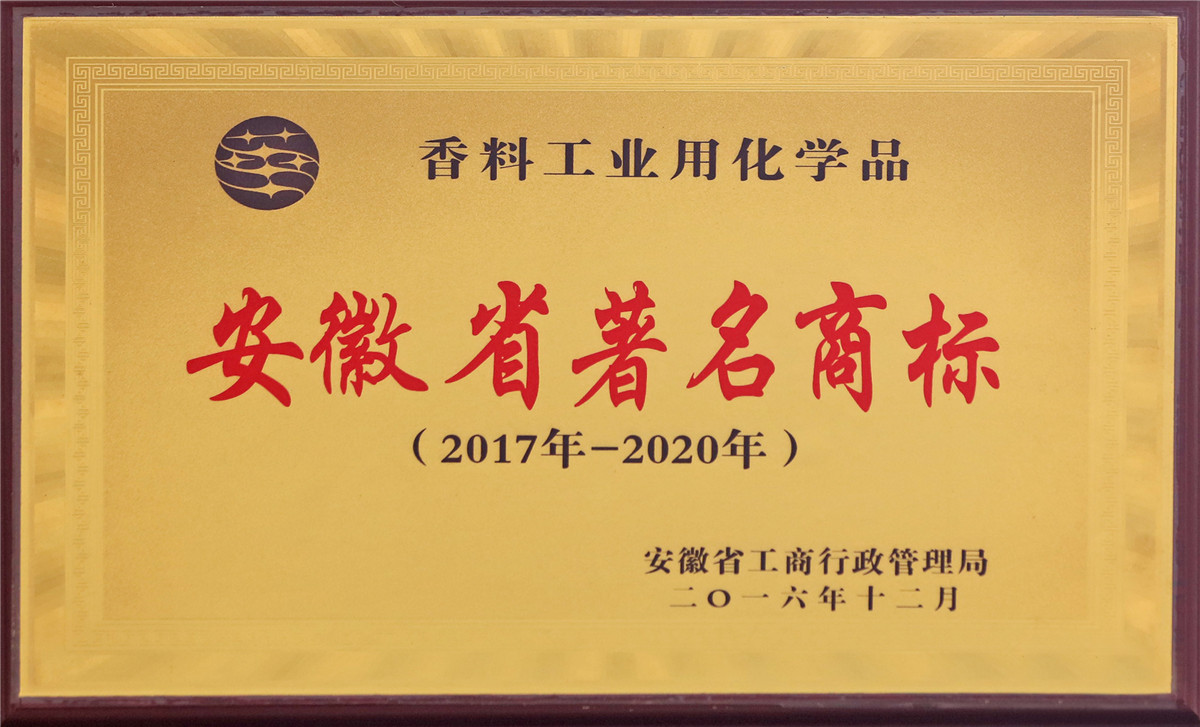 香料工业用化学品
安徽省著名商标
（2017年-2020年）
安徽省工商行政管理局
二〇一六年十二月